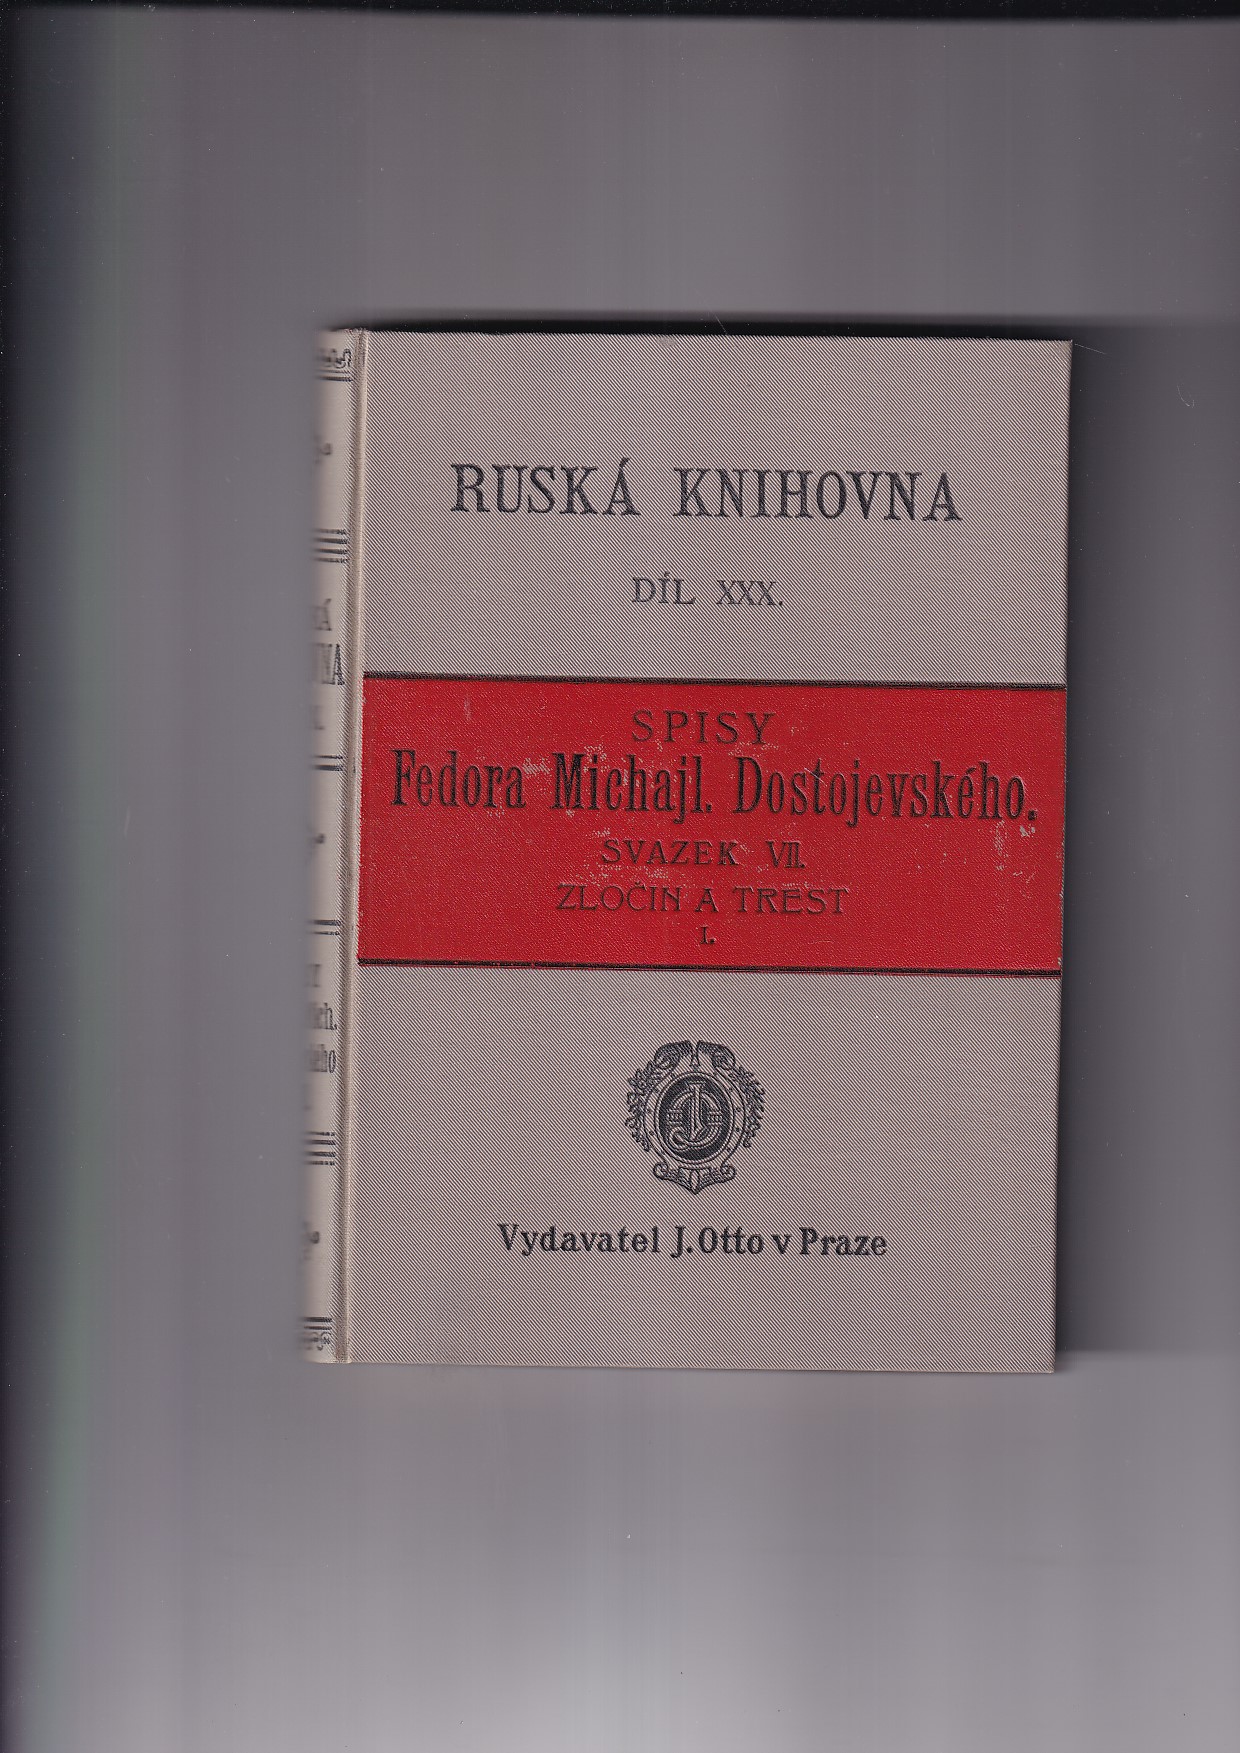 RUSKÁ KNIHOVNA
DÍL XXX.
SPISY
Fedora Michajl. Dostojevského.
SVAZEK VII.
ZLOČIN A TREST
I.
Vydavatel J. Otto v Praze